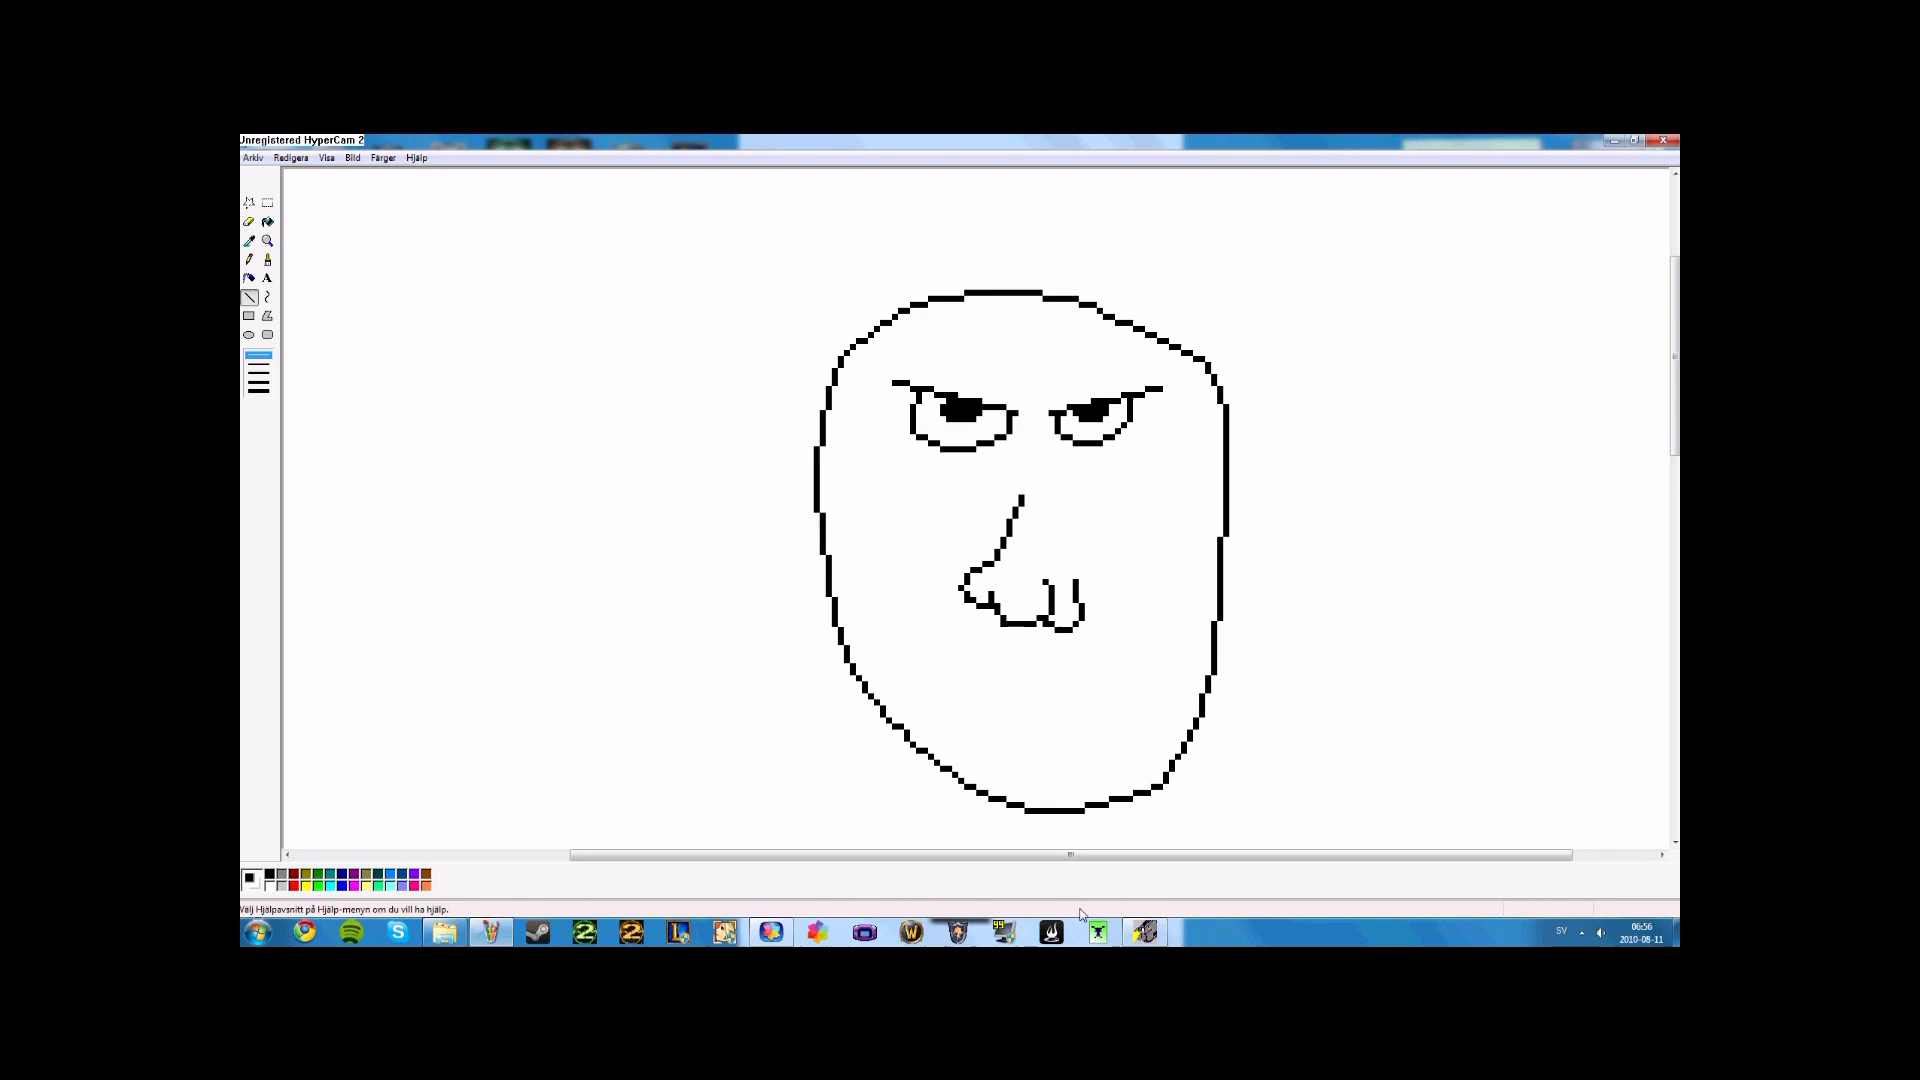 Unregistered HyperCam 2
Arkiv Redigera Visa Bild Färger Hjälp
A
Välj Hjälpavsnitt på Hjälp-menyn om du vill ha hjälp.
SV
06:56
2010-08-11